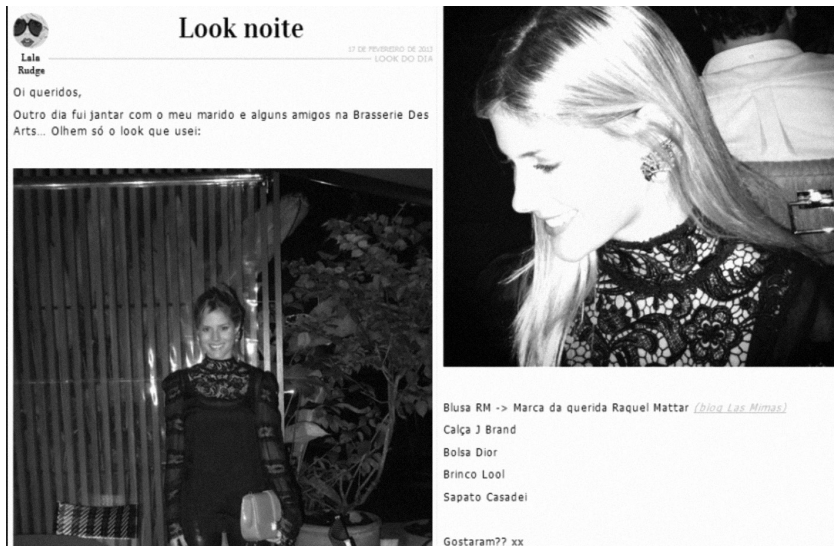 Look noite
17 DE FEVEREIRO DE 2013
LOOK DO DIA
Lala
Rudge
Oi queridos,
Outro dia fui jantar com o meu marido e alguns amigos na Brasserie Des
Arts... Olhem só o look que usei:
Blusa RM -> Marca da querida Raquel Mattar (blog Las Mimas)
Calça J Brand
Bolsa Dior
Brinco Lool
Sapato Casadei
Gostaram?? xx